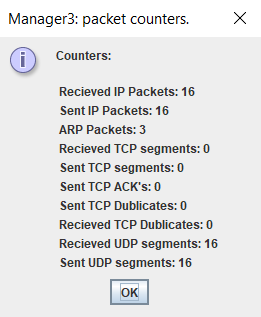 Manager3: packet counters.
Counters:
Recieved IP Packets: 16
Sent IP Packets: 16
ARP Packets: 3
Recieved TCP segments: 0
Sent TCP segments: 0
Sent TCP ACK's: 0
Sent TCP Dublicates: 0
Recieved TCP Dublicates: 0
Recieved UDP segments: 16
Sent UDP segments: 16
OK